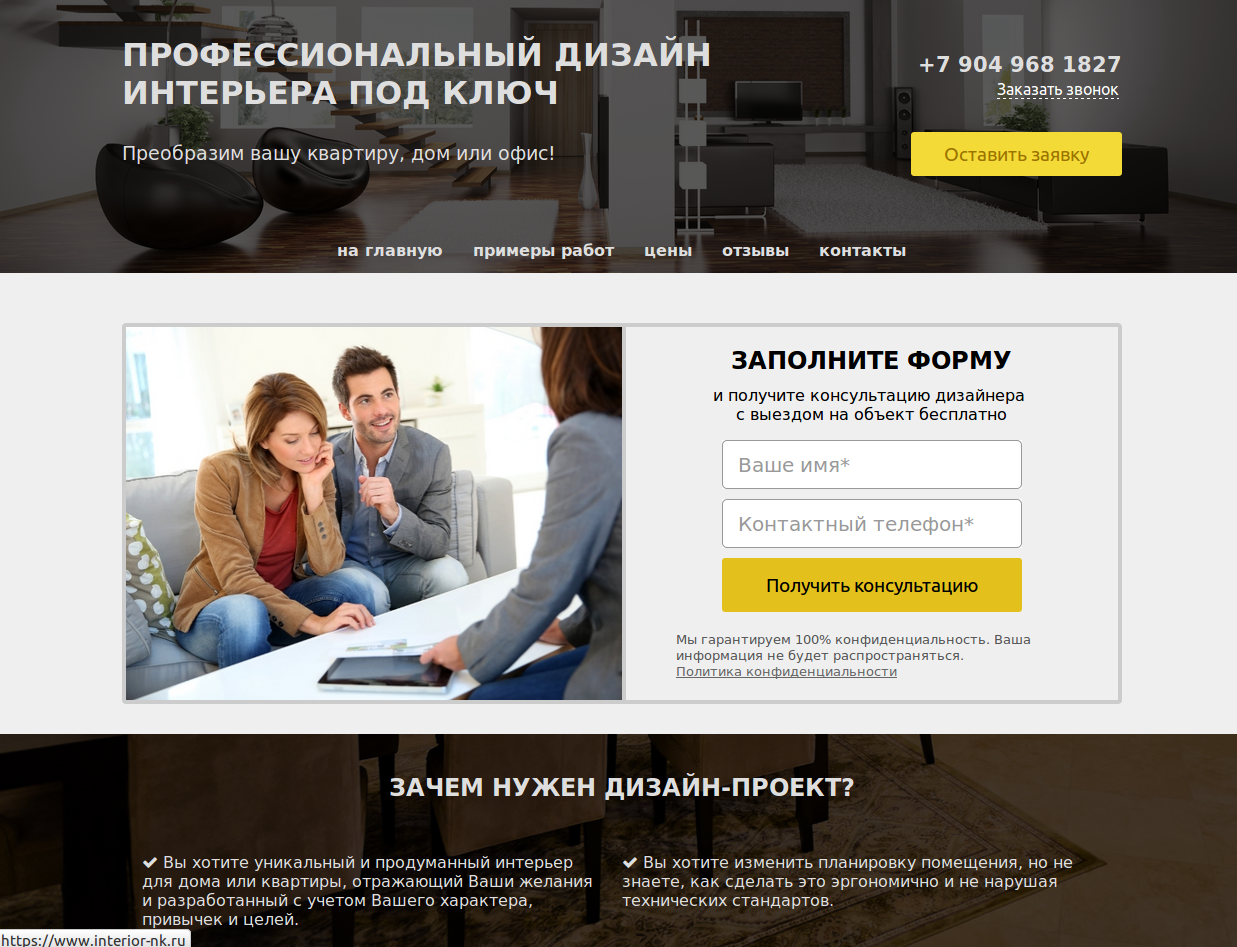 ПРОФЕССИОНАЛЬНЫЙ ДИЗАЙН
ИНТЕРЬЕРА ПОД КЛЮЧ
Преобразим вашу квартиру, дом или офис!
+7 904 968 1827
Заказать звонок
Оставить заявку
на главную примеры работ цены отзывы контакты
ЗАПОЛНИТЕ ФОРМУ
и получите консультацию дизайнера
с выездом на объект бесплатно
Ваше имя*
Контактный телефон*
Получить консультацию
Мы гарантируем 100% конфиденциальность. Ваша
информация не будет распространяться.
Политика конфиденциальности
ЗАЧЕМ НУЖЕН ДИЗАЙН-ПРОЕКТ?
✔ Вы хотите уникальный и продуманный интерьер
для дома или квартиры, отражающий Ваши желания
и разработанный с учетом Вашего характера,
привычек и целей.
✔ Вы хотите изменить планировку помещения, но не
знаете, как сделать это эргономично и не нарушая
технических стандартов.
https://www.interior-nk.ru